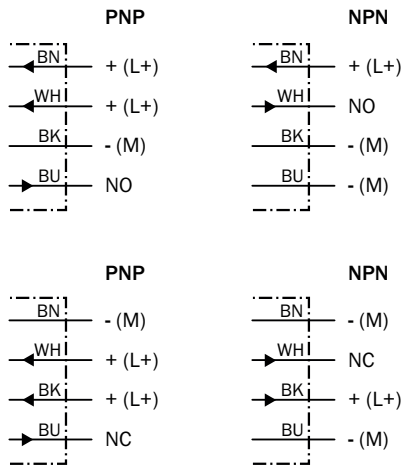 PNP
BN + (L+)
WH + (L+)
BK - (M)
BU NO
NPN
BN + (L+)
WH NO
BK - (M)
BU - (M)
PNP
BN - (M)
WH + (L+)
BK + (L+)
BU NC
NPN
BN - (M)
WH NC
BK + (L+)
BU - (M)